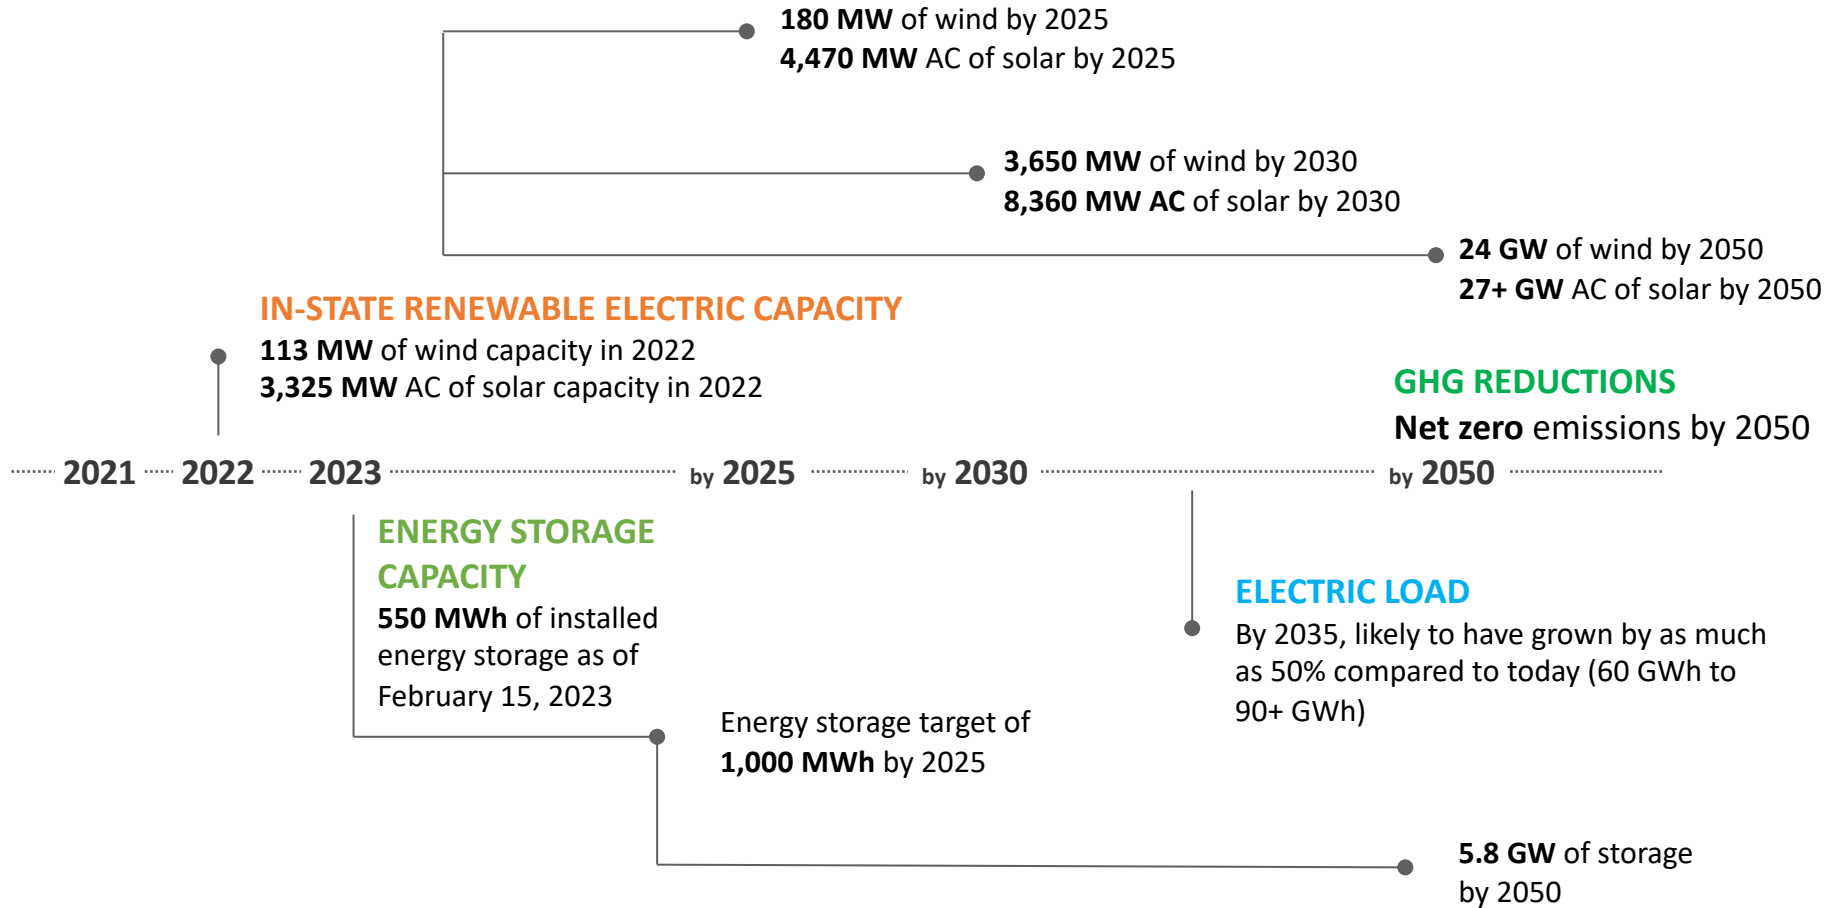 180 MW of wind by 2025
4,470 MW AC of solar by 2025
3,650 MW of wind by 2030
8,360 MW AC of solar by 2030
24 GW of wind by 2050
27+ GW AC of solar by 2050
IN-STATE RENEWABLE ELECTRIC CAPACITY
113 MW of wind capacity in 2022
3,325 MW AC of solar capacity in 2022
GHG REDUCTIONS
Net zero emissions by 2050
2021 2022 2023 by 2025 by 2030 by 2050
ENERGY STORAGE
CAPACITY
550 MWh of installed
energy storage as of
February 15, 2023
ELECTRIC LOAD
By 2035, likely to have grown by as much
as 50% compared to today (60 GWh to
90+ GWh)
Energy storage target of
1,000 MWh by 2025
5.8 GW of storage
by 2050